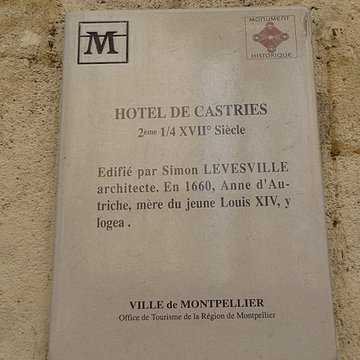 M
MONUMENT
HISTORIQUE
HOTEL DE CASTRIES
2ème 1/4 XVII° Siècle
Edifié par Simon LEVESVILLE
architecte. En 1660, Anne d'Au-
triche, mère du jeune Louis XIV, y
logea .
VILLE de MONTPELLIER
Office de Tourisme de la Région de Montpellier